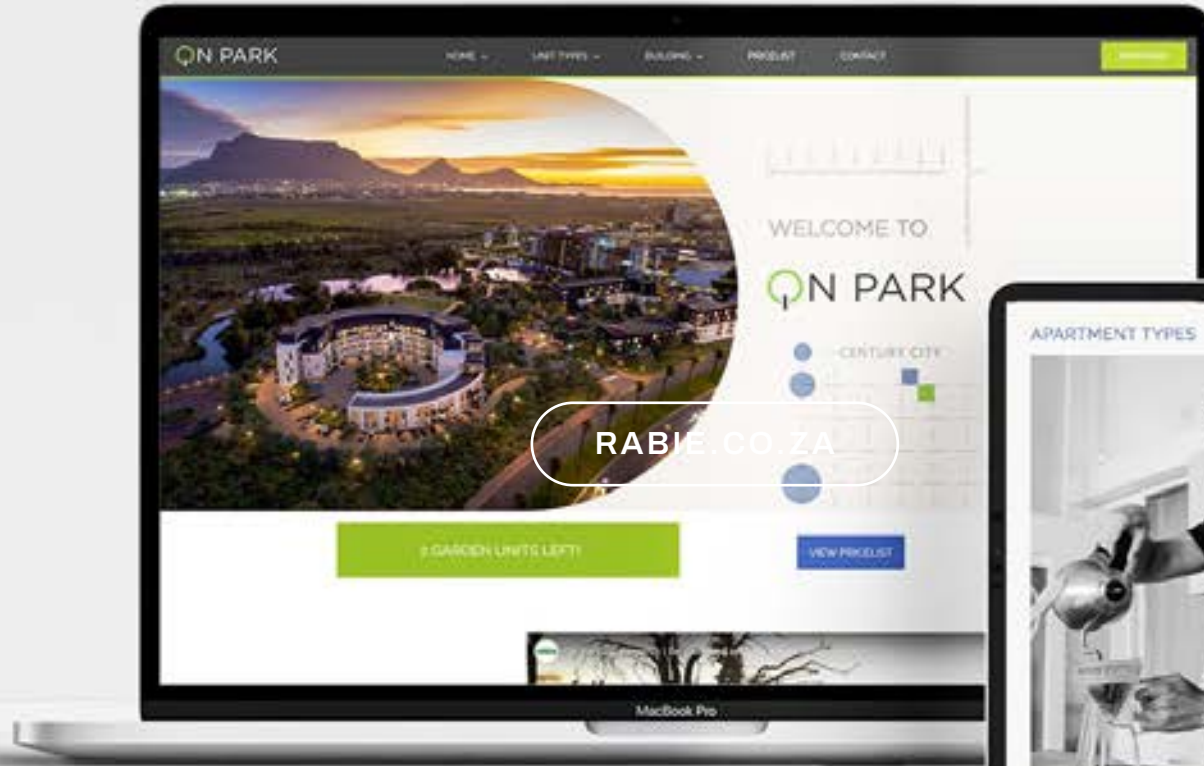 ON PARK
HOME
UNIT TYPES
BUILDING
PRICELIST
CONTACT
WELCOME TO
ON PARK
CENTURY CITY
RABIE.CO.ZA
2 GARDEN UNITS LEFT!
VIEW PRICELIST
APARTMENT TYPES
MacBook Pro